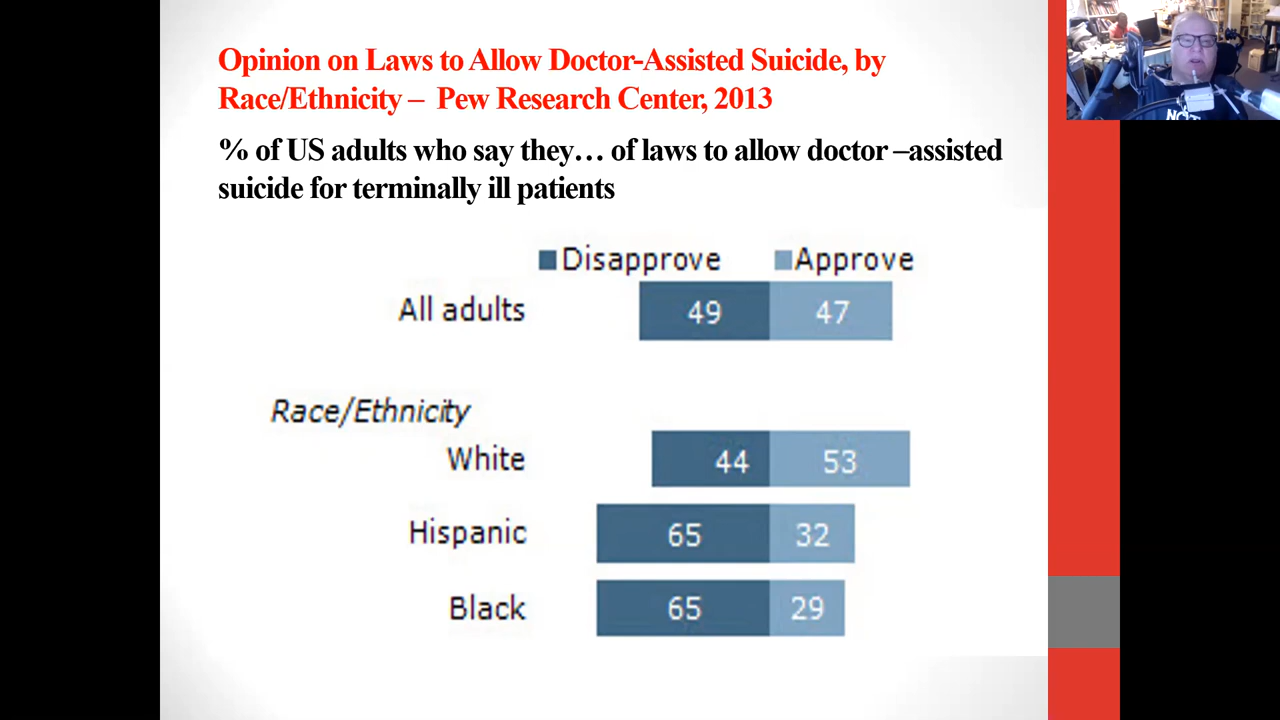 Opinion on Laws to Allow Doctor-Assisted Suicide, by
Race/Ethnicity – Pew Research Center, 2013
% of US adults who say they… of laws to allow doctor –assisted
suicide for terminally ill patients
Disapprove Approve
All adults 49 47
Race/Ethnicity
White 44 53
Hispanic 65 32
Black 65 29